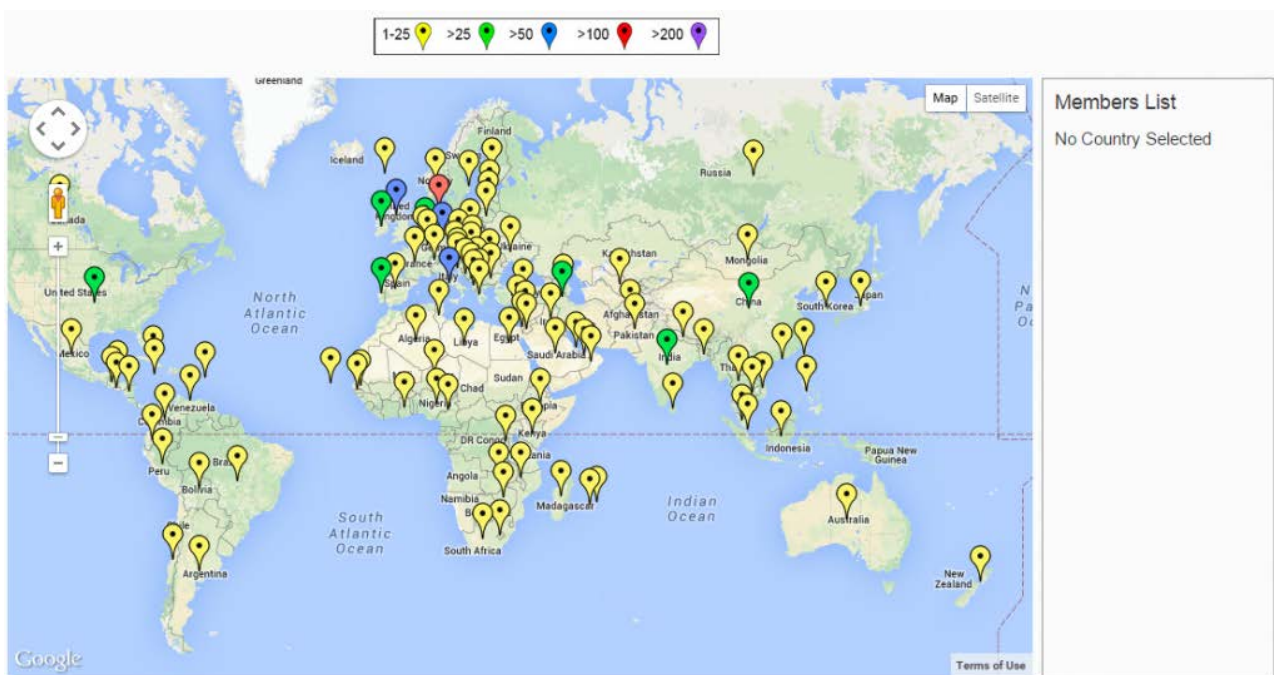 1-25 >25 >50 >100 >200
Greenland
Map Satellite
Members List
No Country Selected
Finland
Iceland
Russia
Kingdom
Ukraine
Mongolia
France
Spain
United States
North
Atlantic
Ocean
China
South Korea
Japan
Afghanistan
Pakistan
Algeria
Libya
Egypt
Saudi Arabia
India
Mexico
Sudan
Chad
Venezuela
Kenya
DR Congo
Indonesia
Papua New
Guinea
Peru
Angola
Bolivia
Namibia
Madagascar
Indian
Ocean
South
Atlantic
Ocean
Australia
South Africa
Argentina
New
Zealand
Google
Terms of Use